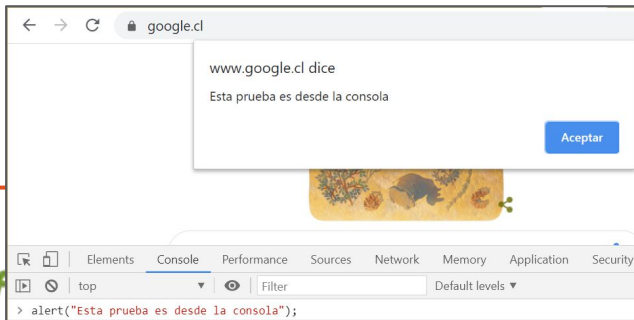 google.cl
www.google.cl dice
Esta prueba es desde la consola
Aceptar
Elements Console Performance Sources Network Memory Application Security
top Filter Default levels ▼
> alert("Esta prueba es desde la consola");